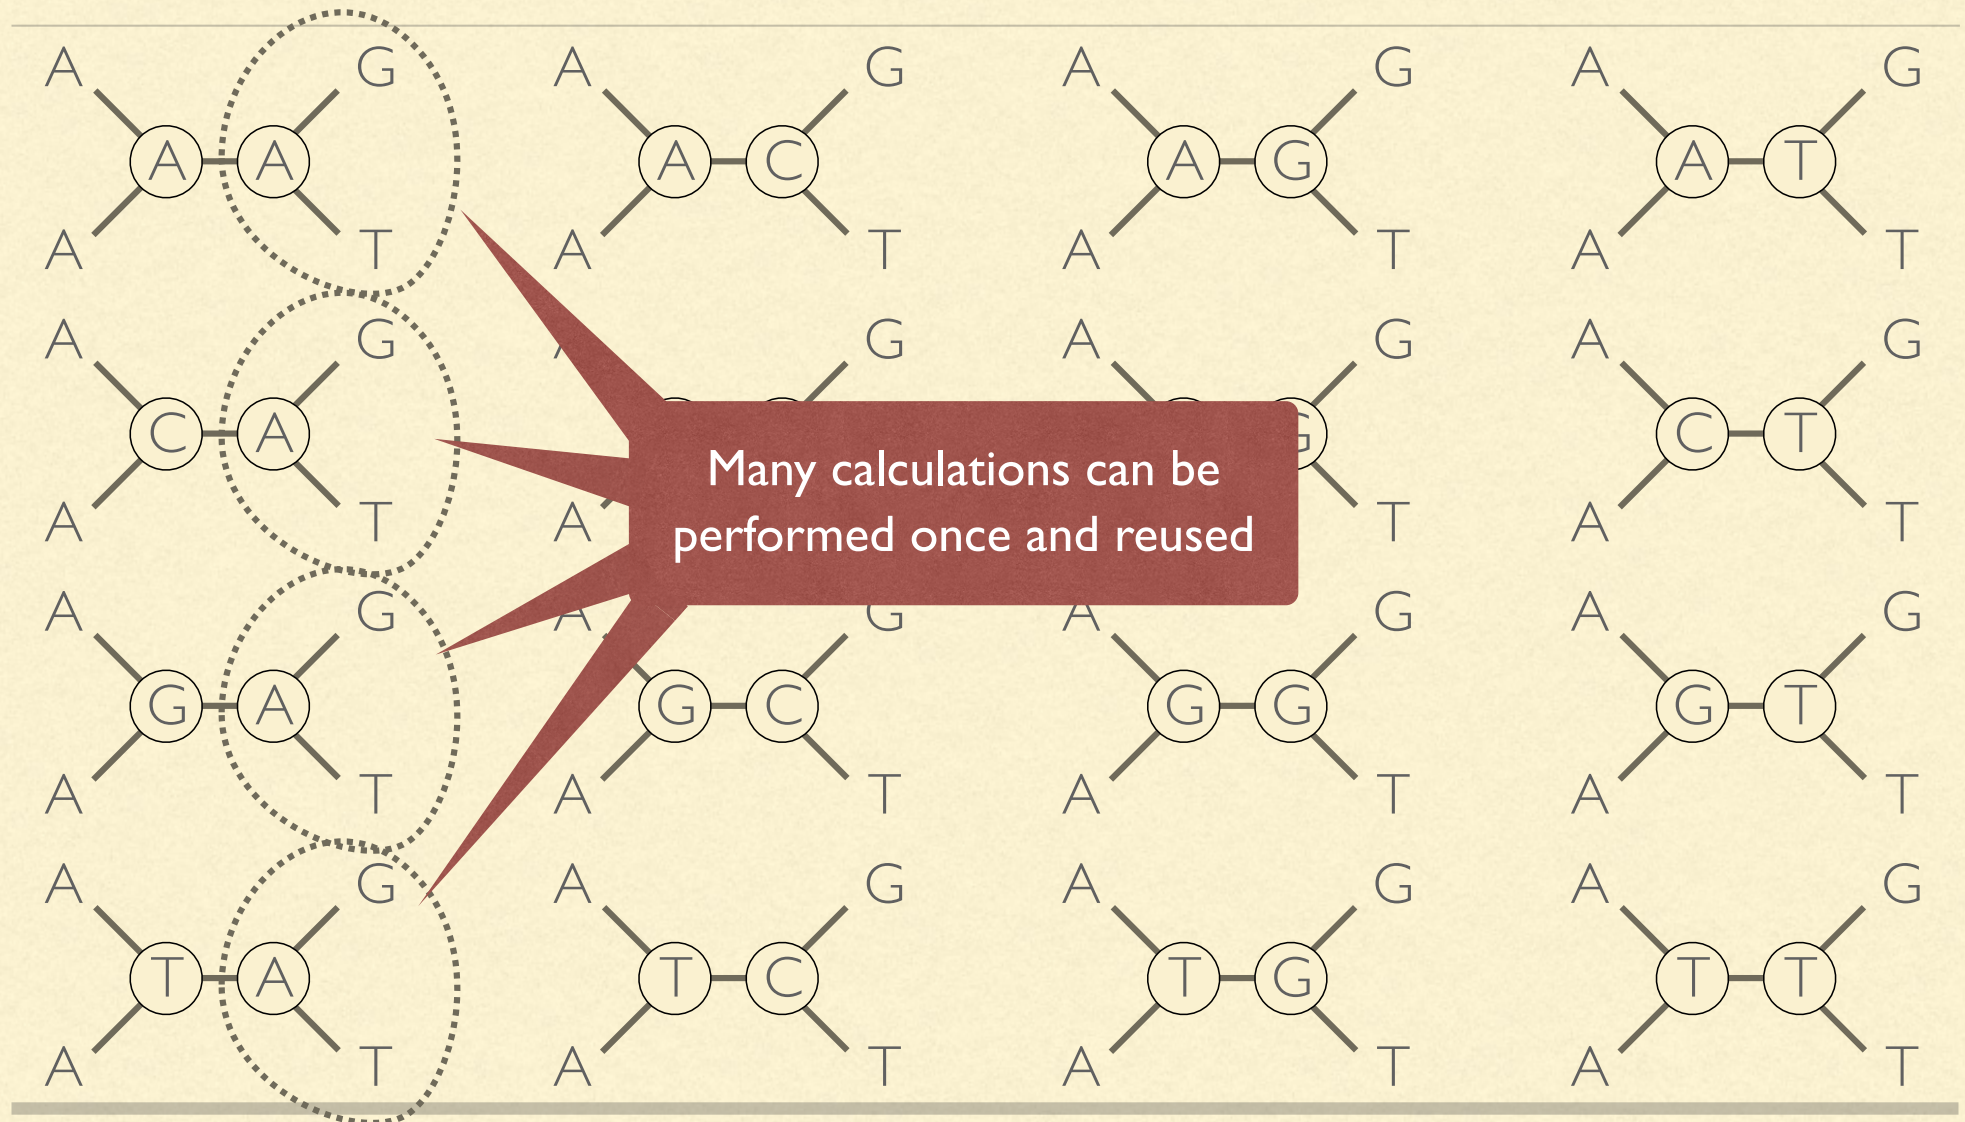 A G A G A G A G
A A A C A G A T
A T A T A T A T
A G G A G A G
C A G C T
A T A T A T
Many calculations can be
performed once and reused
A G A G A G A G
G A G C G G G T
A T A T A T A T
A G A G A G A G
T A T C T G T T
A T A T A T A T